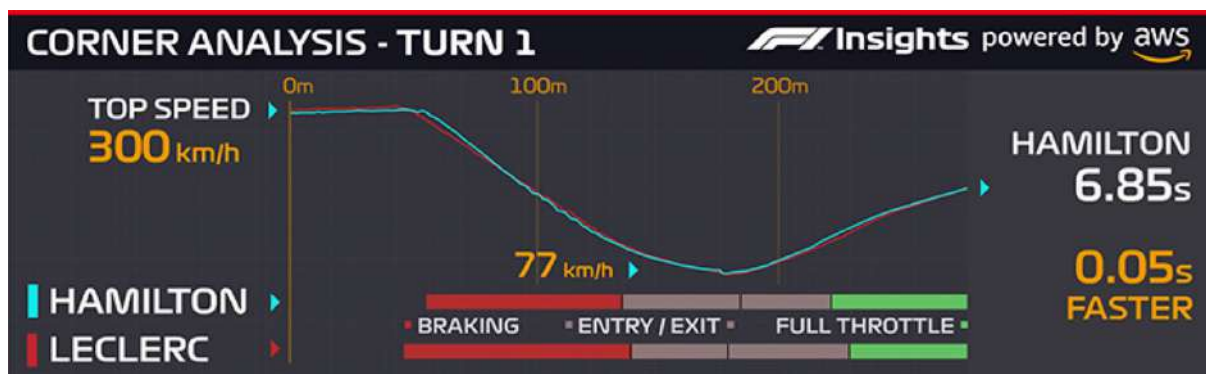 CORNER ANALYSIS - TURN 1
F1 Insights powered by aws
0m 100m 200m
TOP SPEED
300 km/h
HAMILTON
6.85s
77 km/h
0.05s
FASTER
HAMILTON
BRAKING ENTRY / EXIT FULL THROTTLE
LECLERC